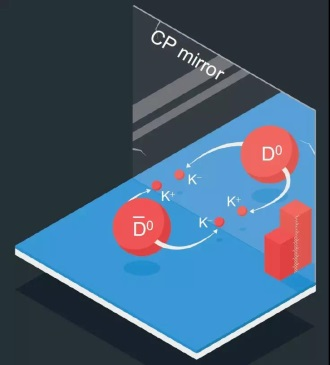 CP mirror
D⁰
K⁻
K⁺
K⁺
K⁻
D̅⁰